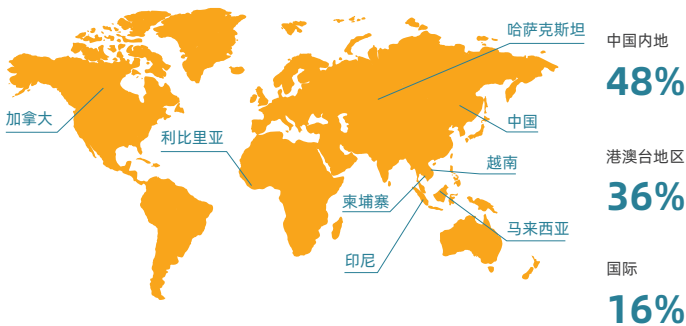 哈萨克斯坦
加拿大
利比里亚
中国
越南
柬埔寨
马来西亚
印尼
中国内地
48%
港澳台地区
36%
国际
16%